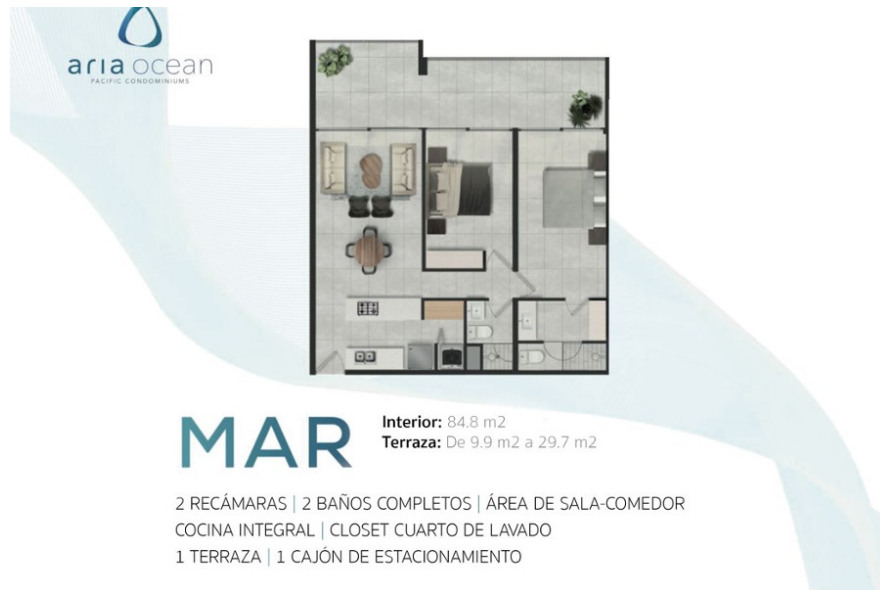 aria ocean
PACIFIC CONDOMINIUMS
MAR
Interior: 84.8 m2
Terraza: De 9.9 m2 a 29.7 m2
2 RECÁMARAS | 2 BAÑOS COMPLETOS | ÁREA DE SALA-COMEDOR
COCINA INTEGRAL | CLOSET CUARTO DE LAVADO
1 TERRAZA | 1 CAJÓN DE ESTACIONAMIENTO